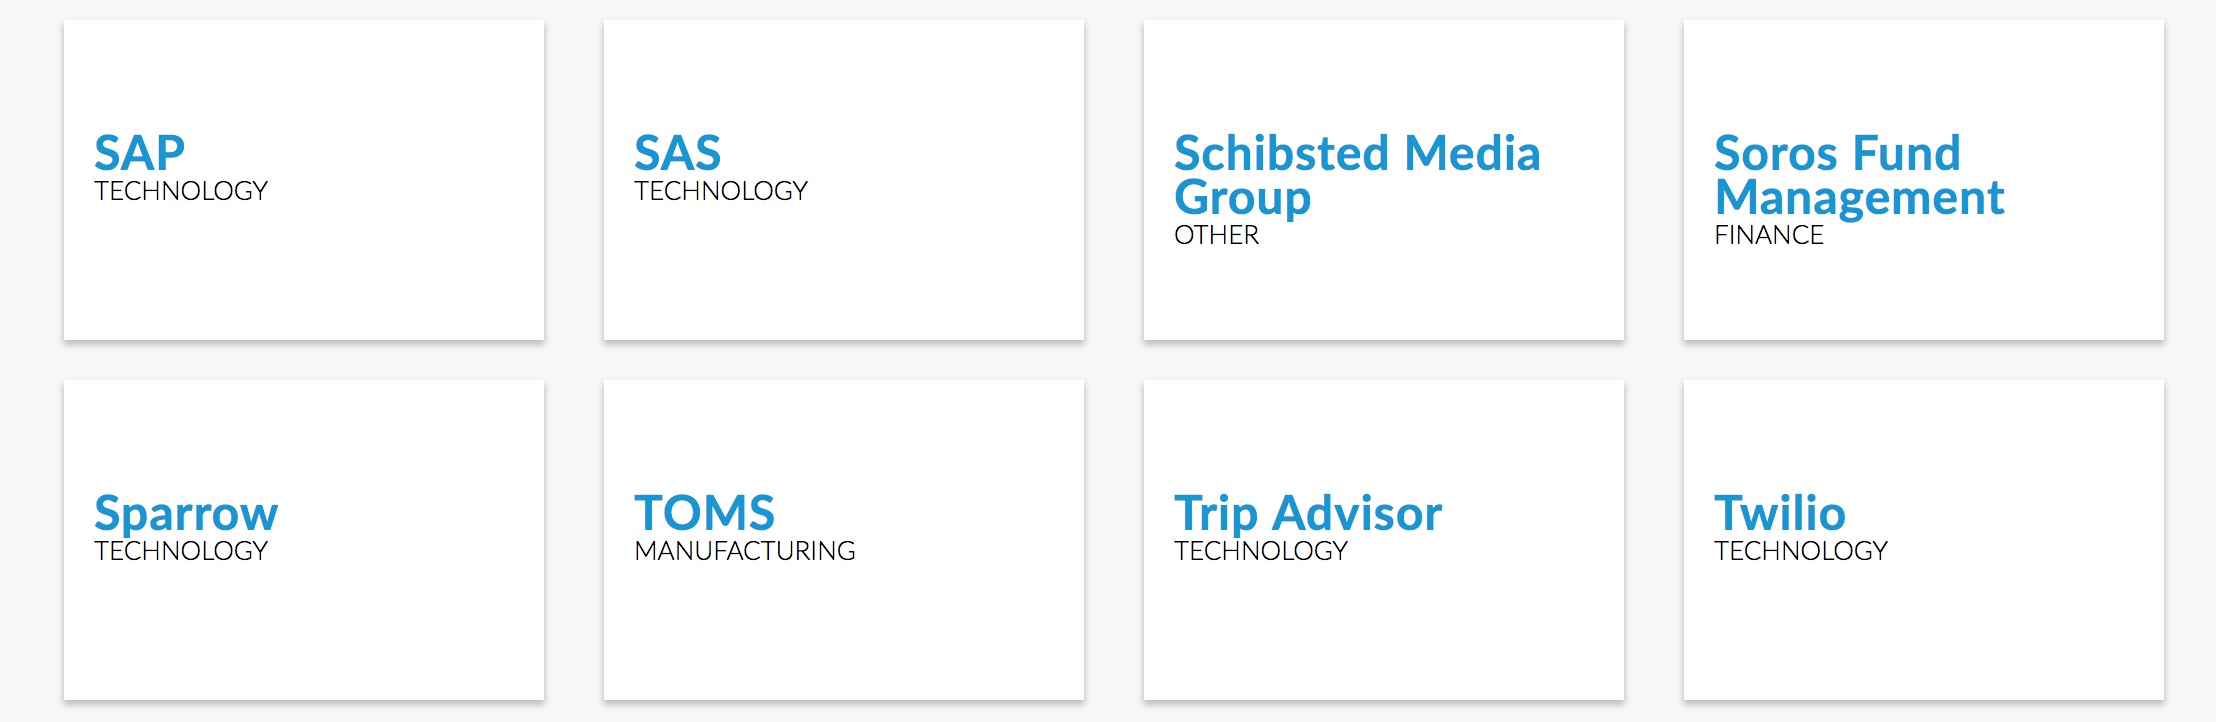 SAP
TECHNOLOGY
SAS
TECHNOLOGY
Schibsted Media
Group
OTHER
Soros Fund
Management
FINANCE
Sparrow
TECHNOLOGY
TOMS
MANUFACTURING
Trip Advisor
TECHNOLOGY
Twilio
TECHNOLOGY